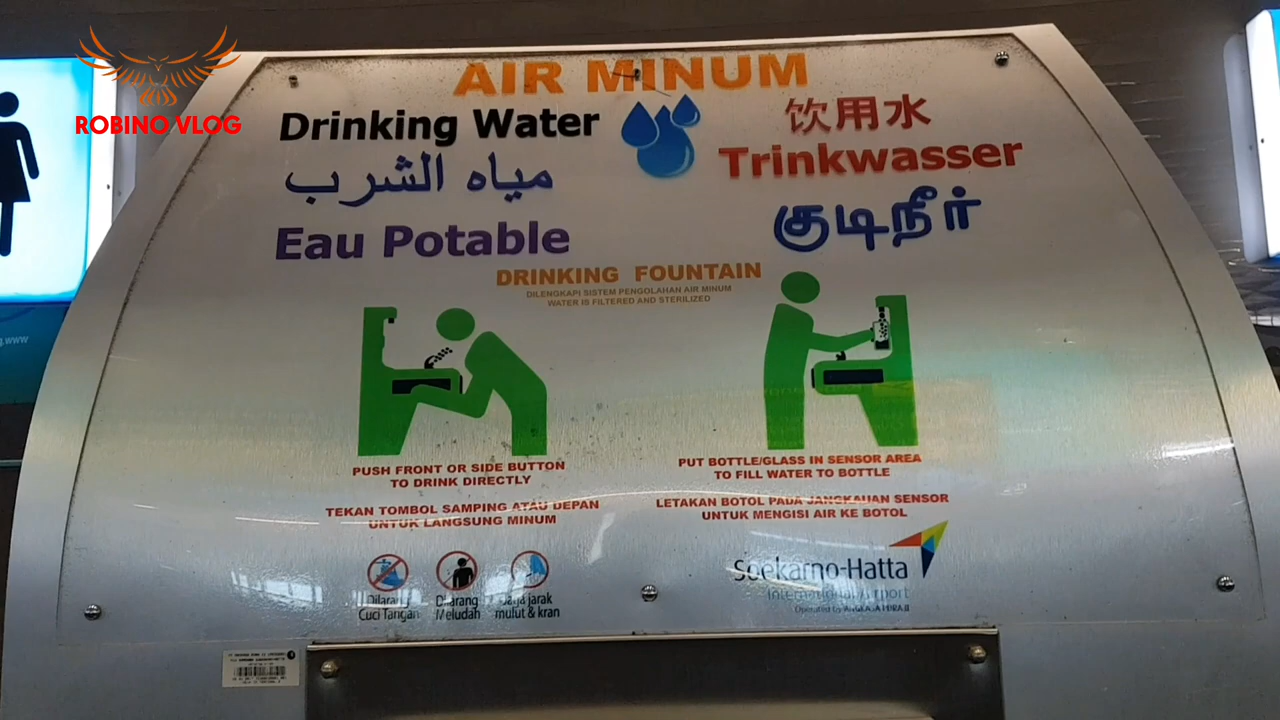 ROBINO VLOG
AIR MINUM
Drinking Water
饮用水
مياه الشرب
Trinkwasser
Eau Potable
குடிநீர்
DRINKING FOUNTAIN
DILENGKAPI SISTEM PENGOLAHAN AIR MINUM
WATER IS FILTERED AND STERILIZED
PUSH FRONT OR SIDE BUTTON
TO DRINK DIRECTLY
TEKAN TOMBOL SAMPING ATAU DEPAN
UNTUK LANGSUNG MINUM
PUT BOTTLE/GLASS IN SENSOR AREA
TO FILL WATER TO BOTTLE
LETAKAN BOTOL PADA JANGKAUAN SENSOR
UNTUK MENGISI AIR KE BOTOL
Dilarang
Cuci Tangan
Dilarang
Meludah
Jaga jarak
mulut & kran
Soekarno-Hatta
International Airport
Operated by ANGKASA PURA II